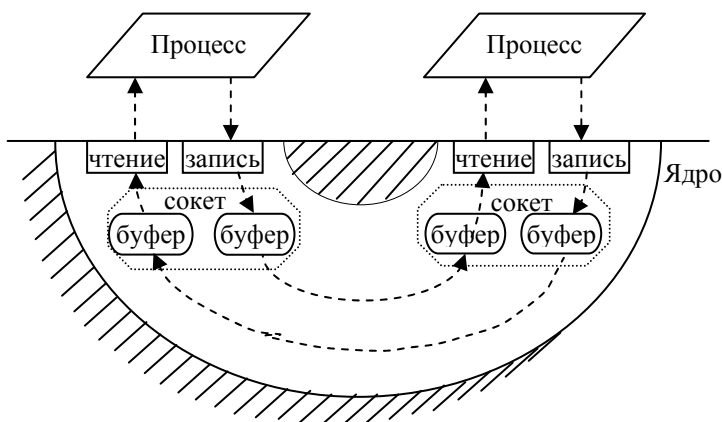 Процесс Процесс
чтение запись чтение запись
Ядро
сокет сокет
буфер буфер буфер буфер